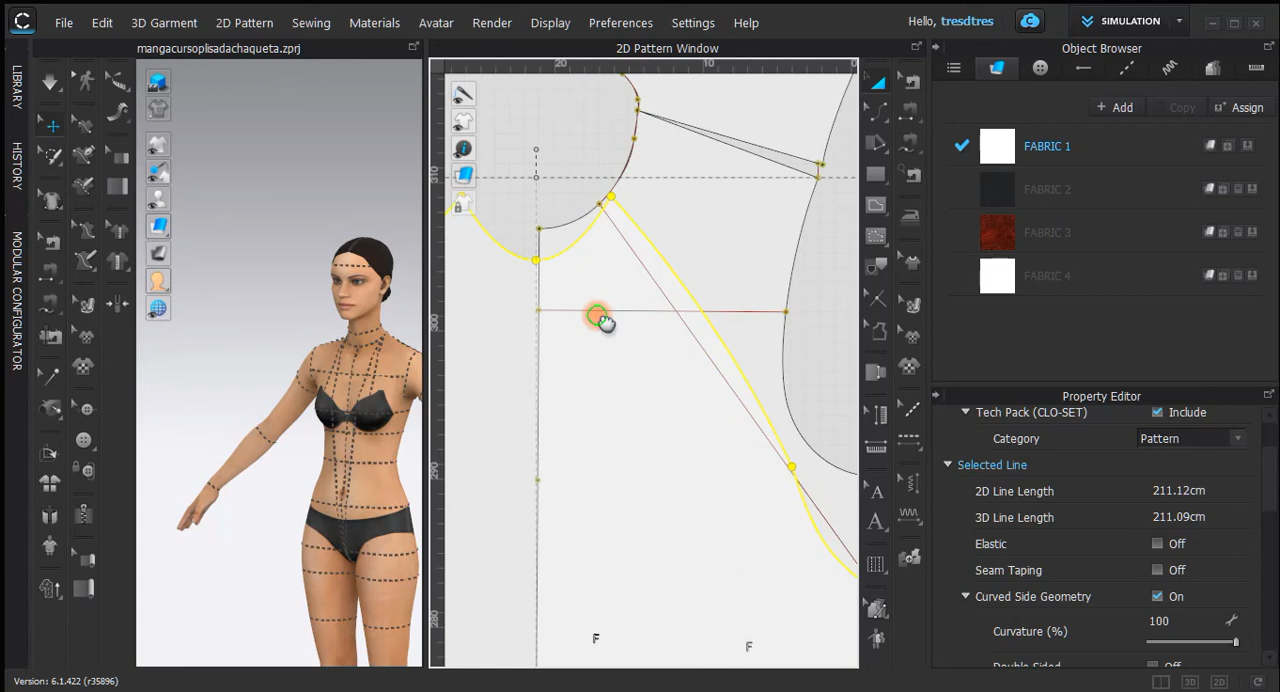 File Edit 3D Garment 2D Pattern Sewing Materials Avatar Render Display Preferences Settings Help
Hello, tresdtres
SIMULATION
mangacursoplisadachaqueta.zprj
2D Pattern Window
Object Browser
LIBRARY
HISTORY
MODULAR CONFIGURATOR
20 10 0
310
300
290
280
F F
+ Add Copy Assign
FABRIC 1
FABRIC 2
FABRIC 3
FABRIC 4
Property Editor
Tech Pack (CLO-SET) Include
Category Pattern
Selected Line
2D Line Length 211.12cm
3D Line Length 211.09cm
Elastic Off
Seam Taping Off
Curved Side Geometry On
Curvature (%) 100
Double Sided Off
Version: 6.1.422 (r35896)
3D 2D